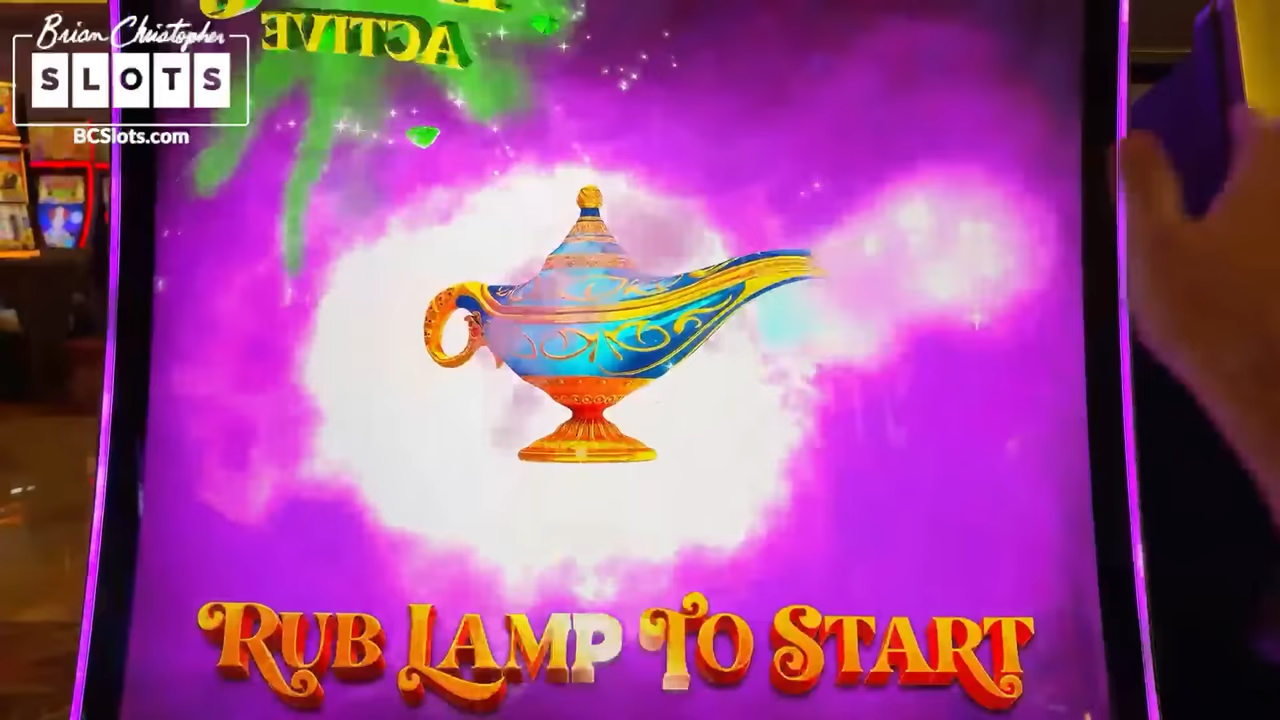 Brian Christopher
SLOTS
BCSlots.com
ACTIVE
RUB LAMP TO START